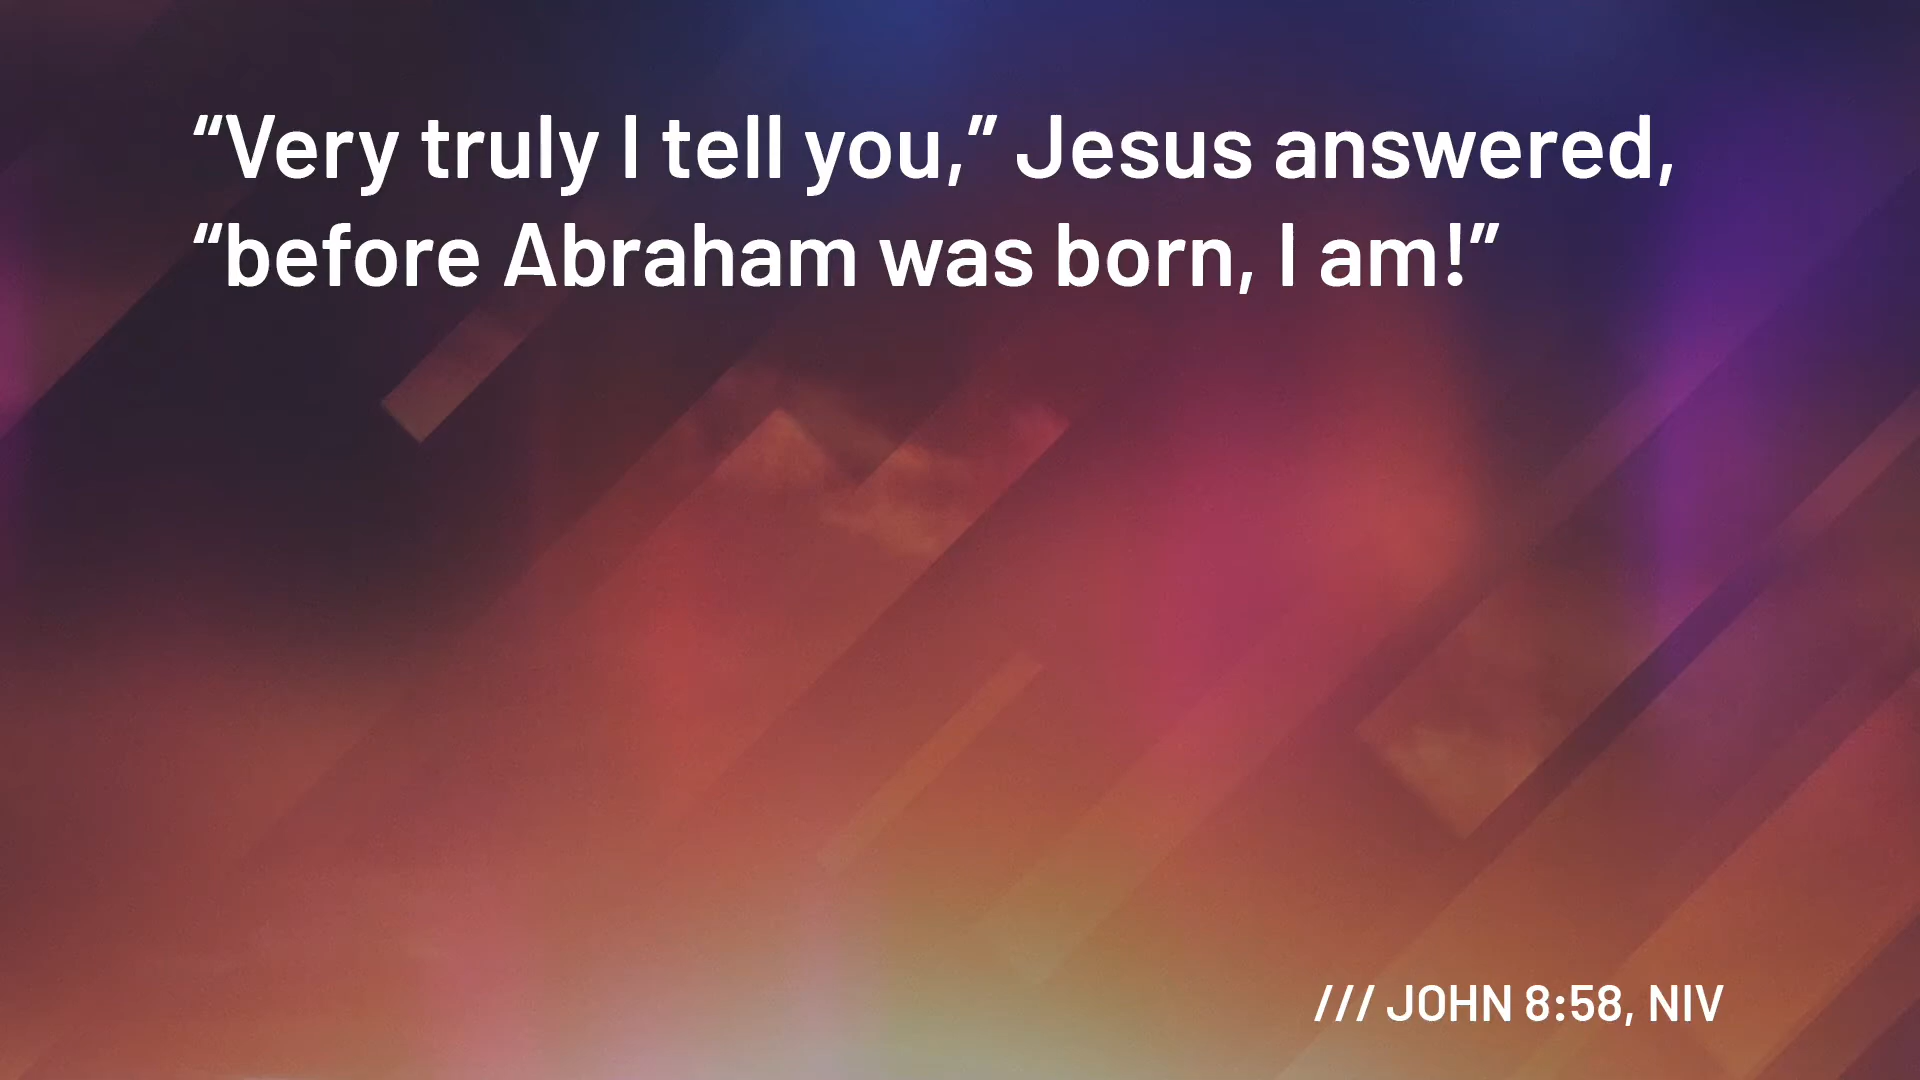 “Very truly I tell you,” Jesus answered,
“before Abraham was born, I am!”
/// JOHN 8:58, NIV